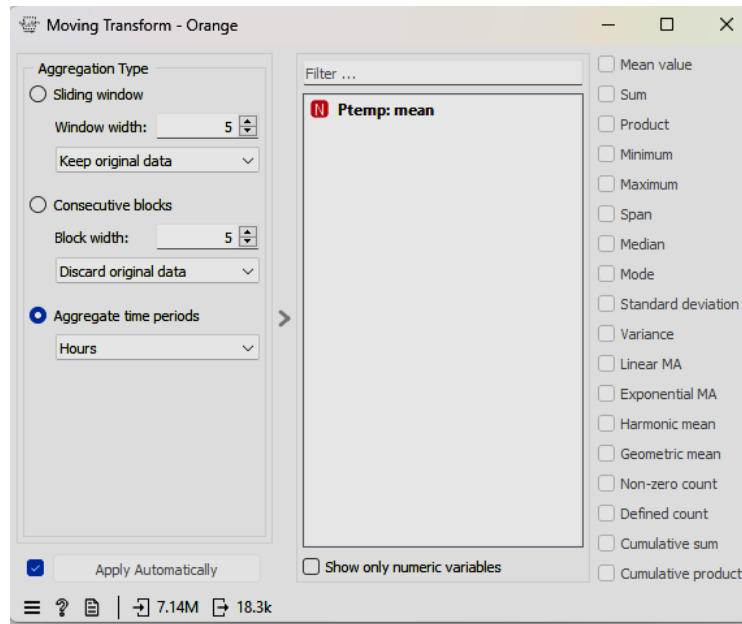 Moving Transform - Orange
Aggregation Type
Sliding window
Window width: 5
Keep original data
Consecutive blocks
Block width: 5
Discard original data
Aggregate time periods
Hours
Apply Automatically
Filter ...
N Ptemp: mean
Show only numeric variables
Mean value
Sum
Product
Minimum
Maximum
Span
Median
Mode
Standard deviation
Variance
Linear MA
Exponential MA
Harmonic mean
Geometric mean
Non-zero count
Defined count
Cumulative sum
Cumulative product
? 7.14M 18.3k